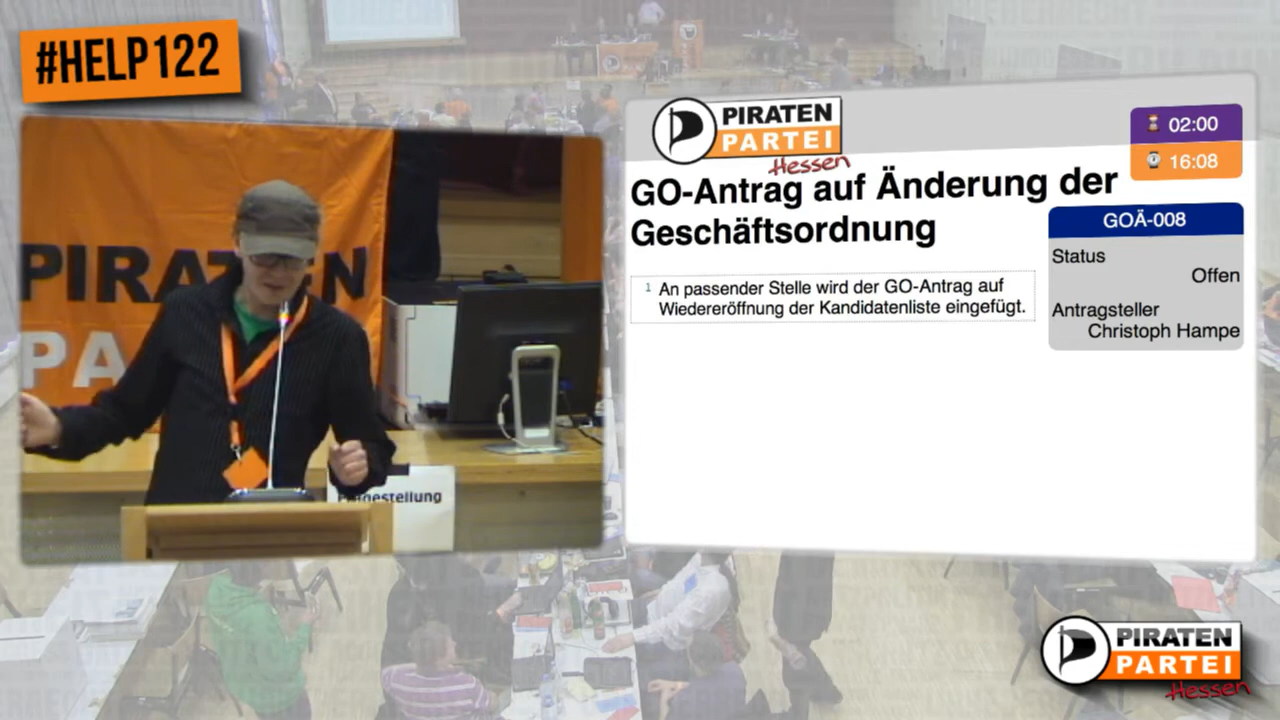 #HELP122
PIRATEN
PA
PIRATEN
PARTEI
Hessen
02:00
16:08
GO-Antrag auf Änderung der
Geschäftsordnung
GOÄ-008
Status
Offen
Antragsteller
Christoph Hampe
1 An passender Stelle wird der GO-Antrag auf
Wiedereröffnung der Kandidatenliste eingefügt.
PIRATEN
PARTEI
Hessen